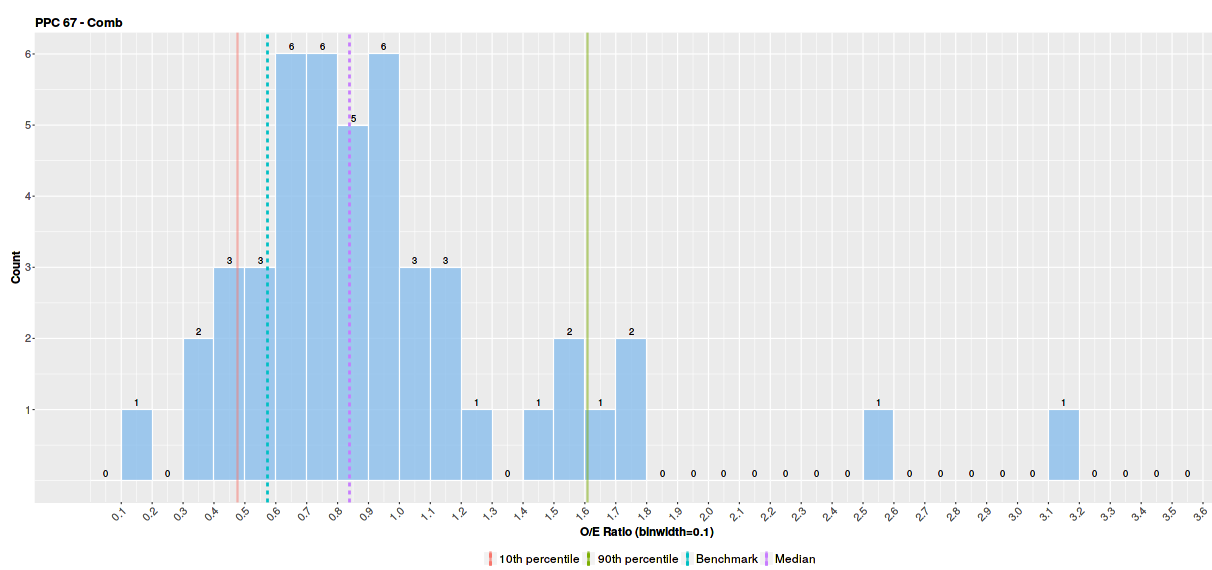 PPC 67 - Comb
Count
6
5
4
3
2
1
0 1 0 2 3 3 6 6 5 6 3 3 1 0 1 2 1 2 0 0 0 0 0 0 0 1 0 0 0 0 0 1 0 0 0 0
0.1 0.2 0.3 0.4 0.5 0.6 0.7 0.8 0.9 1.0 1.1 1.2 1.3 1.4 1.5 1.6 1.7 1.8 1.9 2.0 2.1 2.2 2.3 2.4 2.5 2.6 2.7 2.8 2.9 3.0 3.1 3.2 3.3 3.4 3.5 3.6
O/E Ratio (binwidth=0.1)
10th percentile 90th percentile Benchmark Median